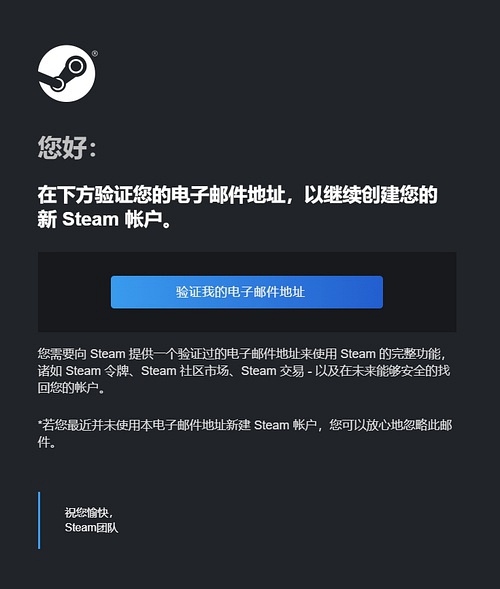 ®
您好：
在下方验证您的电子邮件地址，以继续创建您的
新 Steam 帐户。
验证我的电子邮件地址
您需要向 Steam 提供一个验证过的电子邮件地址来使用 Steam 的完整功能，
诸如 Steam 令牌、Steam 社区市场、Steam 交易 - 以及在未来能够安全的找
回您的帐户。
*若您最近并未使用本电子邮件地址新建 Steam 帐户，您可以放心地忽略此邮
件。
祝您愉快，
Steam团队